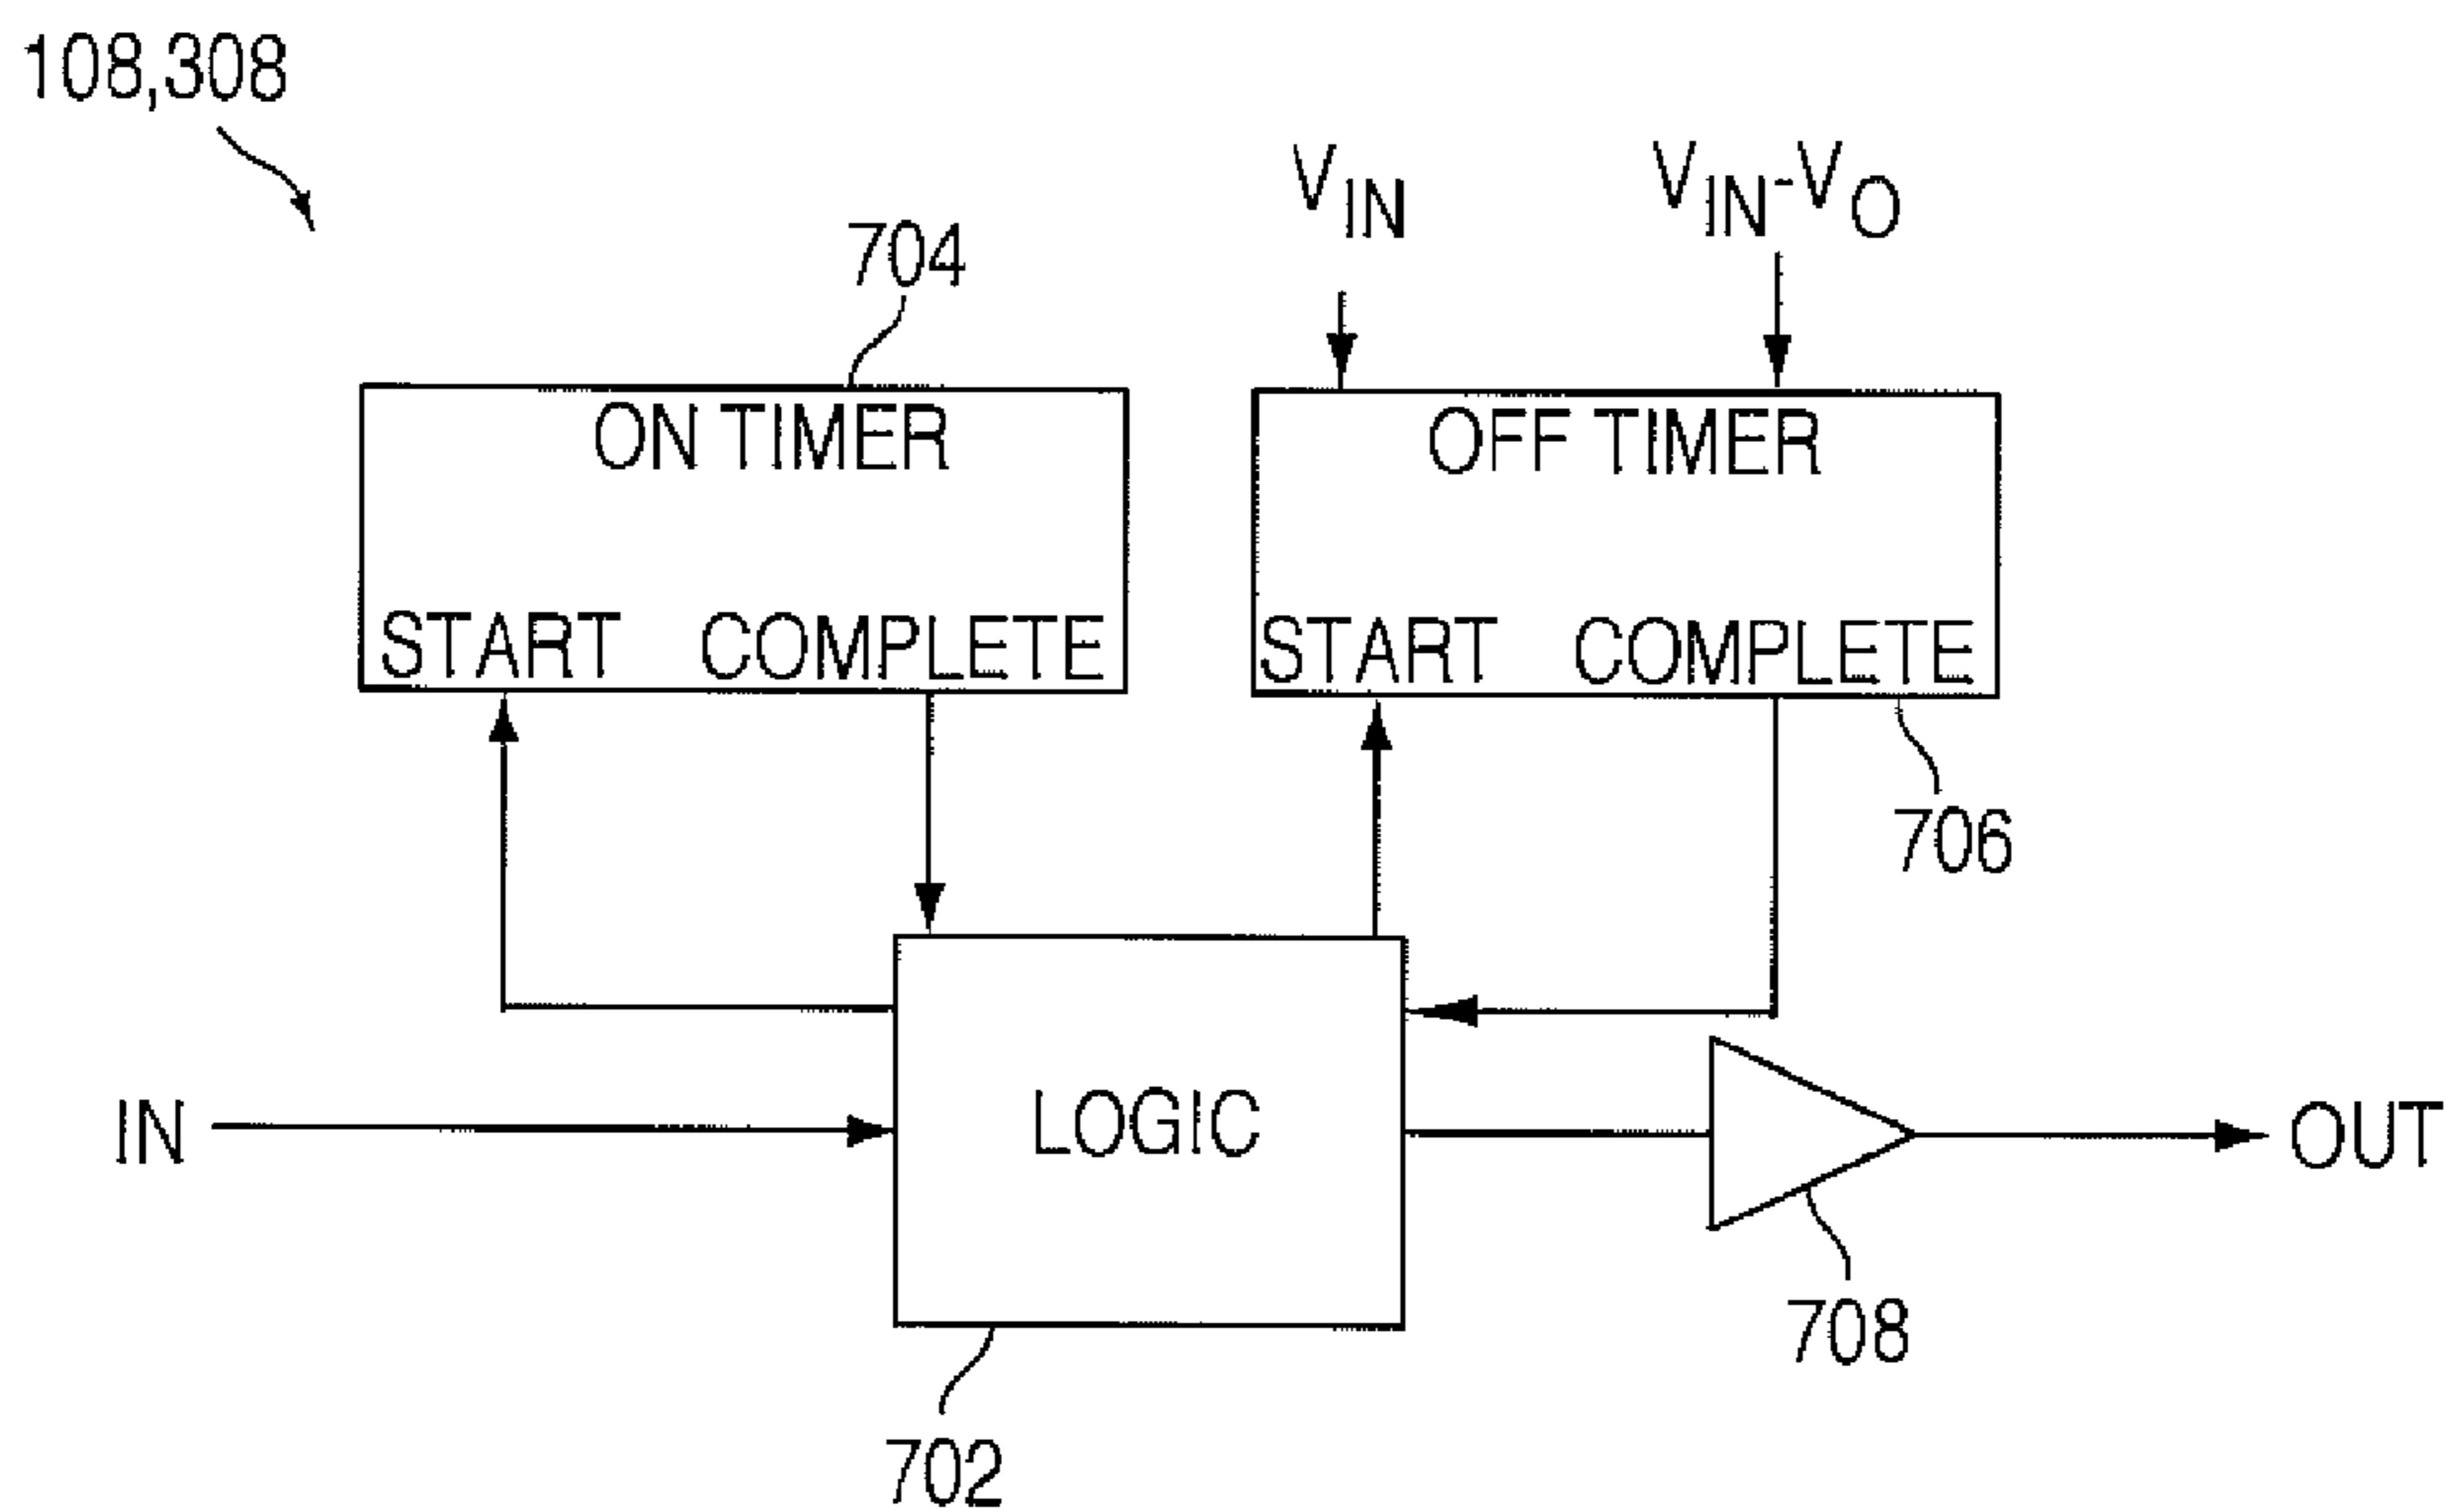 108,308
V_IN
V_IN-V_O
704
ON TIMER
OFF TIMER
START COMPLETE
START COMPLETE
706
IN
LOGIC
OUT
708
702